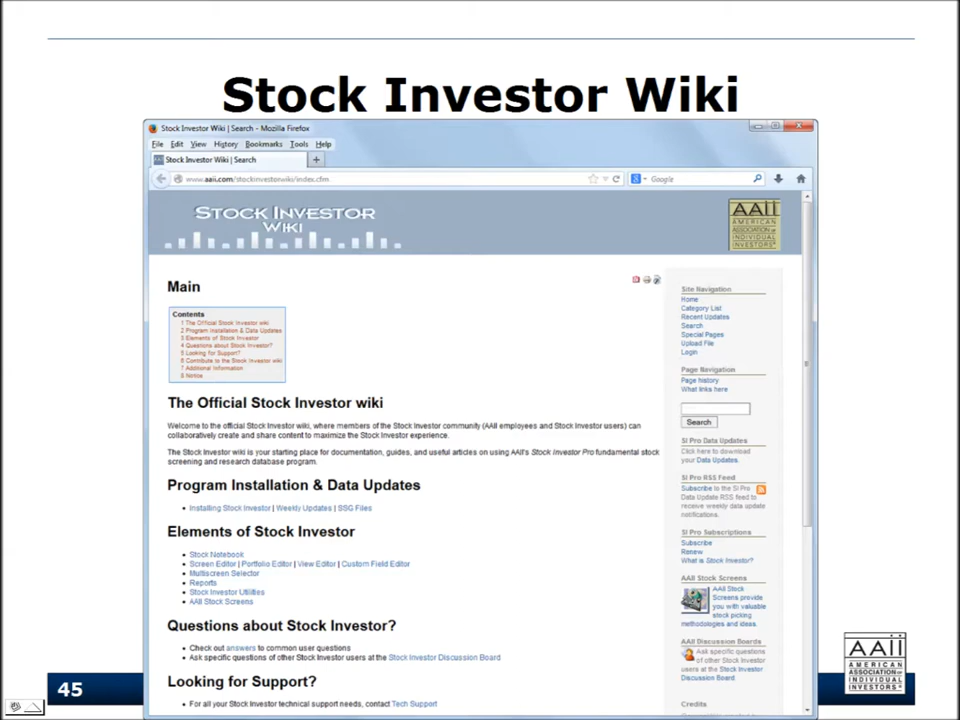 Stock Investor Wiki
Stock Investor Wiki | Search - Mozilla Firefox
File Edit View History Bookmarks Tools Help
Stock Investor Wiki | Search
www.aaii.com/stockinvestorwiki/index.cfm
Google
STOCK INVESTOR
WIKI
AAII
AMERICAN
ASSOCIATION of
INDIVIDUAL
INVESTORS
Main
Contents
1 The Official Stock Investor wiki
2 Program Installation & Data Updates
3 Elements of Stock Investor
4 Questions about Stock Investor?
5 Looking for Support?
6 Contribute to the Stock Investor wiki
7 Additional Information
8 Notice
The Official Stock Investor wiki
Welcome to the official Stock Investor wiki, where members of the Stock Investor community (AAII employees and Stock Investor users) can
collaboratively create and share content to maximize the Stock Investor experience.
The Stock Investor wiki is your starting place for documentation, guides, and useful articles on using AAII's Stock Investor Pro fundamental stock
screening and research database program.
Program Installation & Data Updates
Installing Stock Investor | Weekly Updates | SSG Files
Elements of Stock Investor
Stock Notebook
Screen Editor | Portfolio Editor | View Editor | Custom Field Editor
Multiscreen Selector
Reports
Stock Investor Utilities
AAII Stock Screens
Questions about Stock Investor?
Check out answers to common user questions
Ask specific questions of other Stock Investor users at the Stock Investor Discussion Board
Looking for Support?
For all your Stock Investor technical support needs, contact Tech Support
Site Navigation
Home
Category List
Recent Updates
Search
Special Pages
Upload File
Login
Page Navigation
Page history
What links here
Search
SI Pro Data Updates
Click here to download
your Data Updates.
SI Pro RSS Feed
Subscribe to the SI Pro
Data Update RSS feed to
receive weekly data update
notifications.
SI Pro Subscriptions
Subscribe
Renew
What is Stock Investor?
AAII Stock Screens
AAII Stock
Screens provide
you with valuable
stock picking
methodologies and ideas.
AAII Discussion Boards
Ask specific questions
of other Stock Investor
users at the Stock Investor
Discussion Board.
Credits
45
AAII
AMERICAN
ASSOCIATION of
INDIVIDUAL
INVESTORS